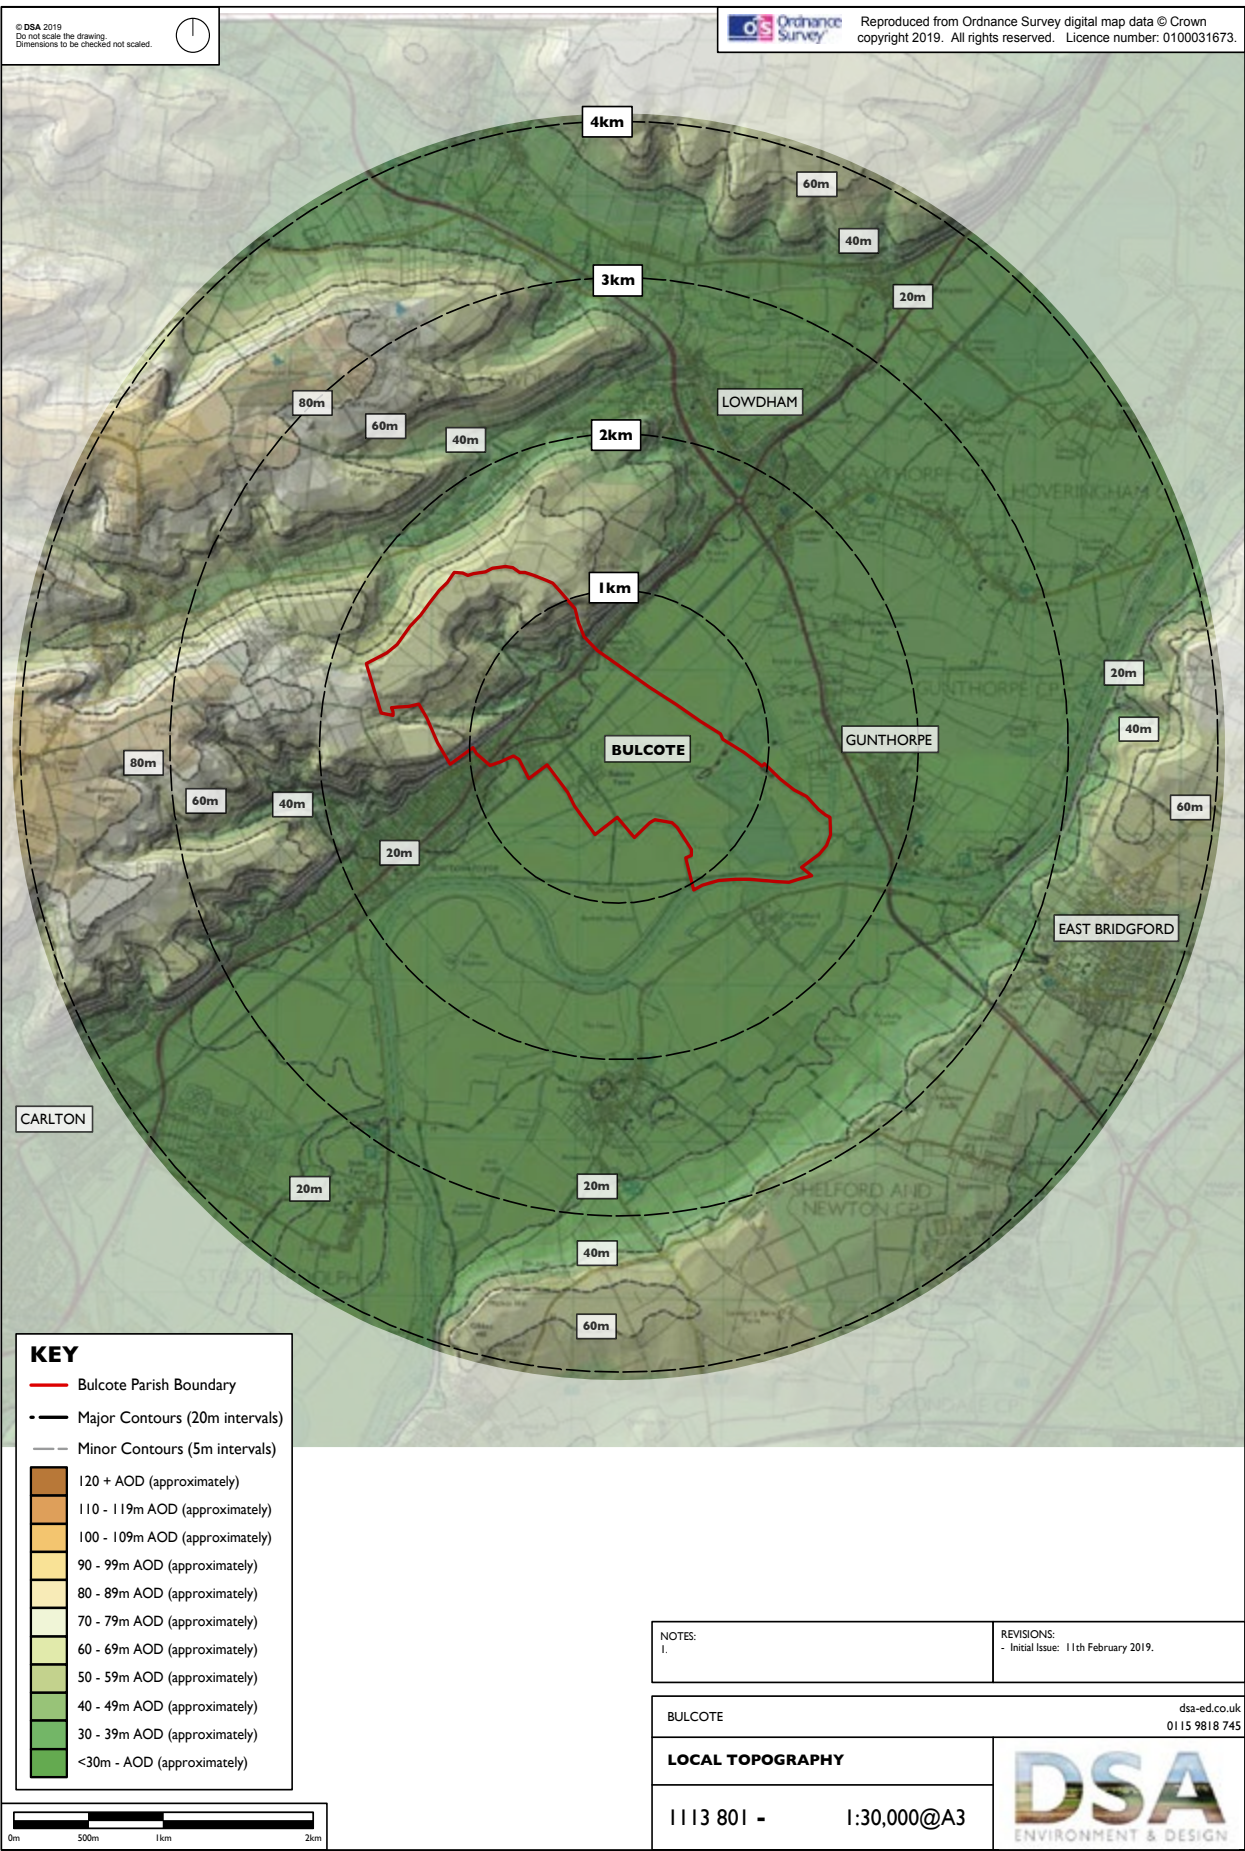 © DSA 2019
Do not scale the drawing.
Dimensions to be checked not scaled.
OS Ordnance Survey
Reproduced from Ordnance Survey digital map data © Crown
copyright 2019. All rights reserved. Licence number: 0100031673.
4km
60m
40m
3km
20m
80m
LOWDHAM
60m
2km
40m
HOVERINGHAM
1km
20m
GUNTHORPE CP
40m
BULCOTE
GUNTHORPE
80m
60m
40m
60m
20m
EAST BRIDGFORD
CARLTON
20m
20m
SHELFORD AND
NEWTON CP
40m
60m
KEY
Bulcote Parish Boundary
Major Contours (20m intervals)
Minor Contours (5m intervals)
120 + AOD (approximately)
110 - 119m AOD (approximately)
100 - 109m AOD (approximately)
90 - 99m AOD (approximately)
80 - 89m AOD (approximately)
70 - 79m AOD (approximately)
60 - 69m AOD (approximately)
50 - 59m AOD (approximately)
40 - 49m AOD (approximately)
30 - 39m AOD (approximately)
<30m - AOD (approximately)
0m 500m 1km 2km
NOTES:
1.
REVISIONS:
- Initial Issue: 11th February 2019.
BULCOTE
dsa-ed.co.uk
0115 9818 745
LOCAL TOPOGRAPHY
1113 801 - 1:30,000@A3
DSA
ENVIRONMENT & DESIGN